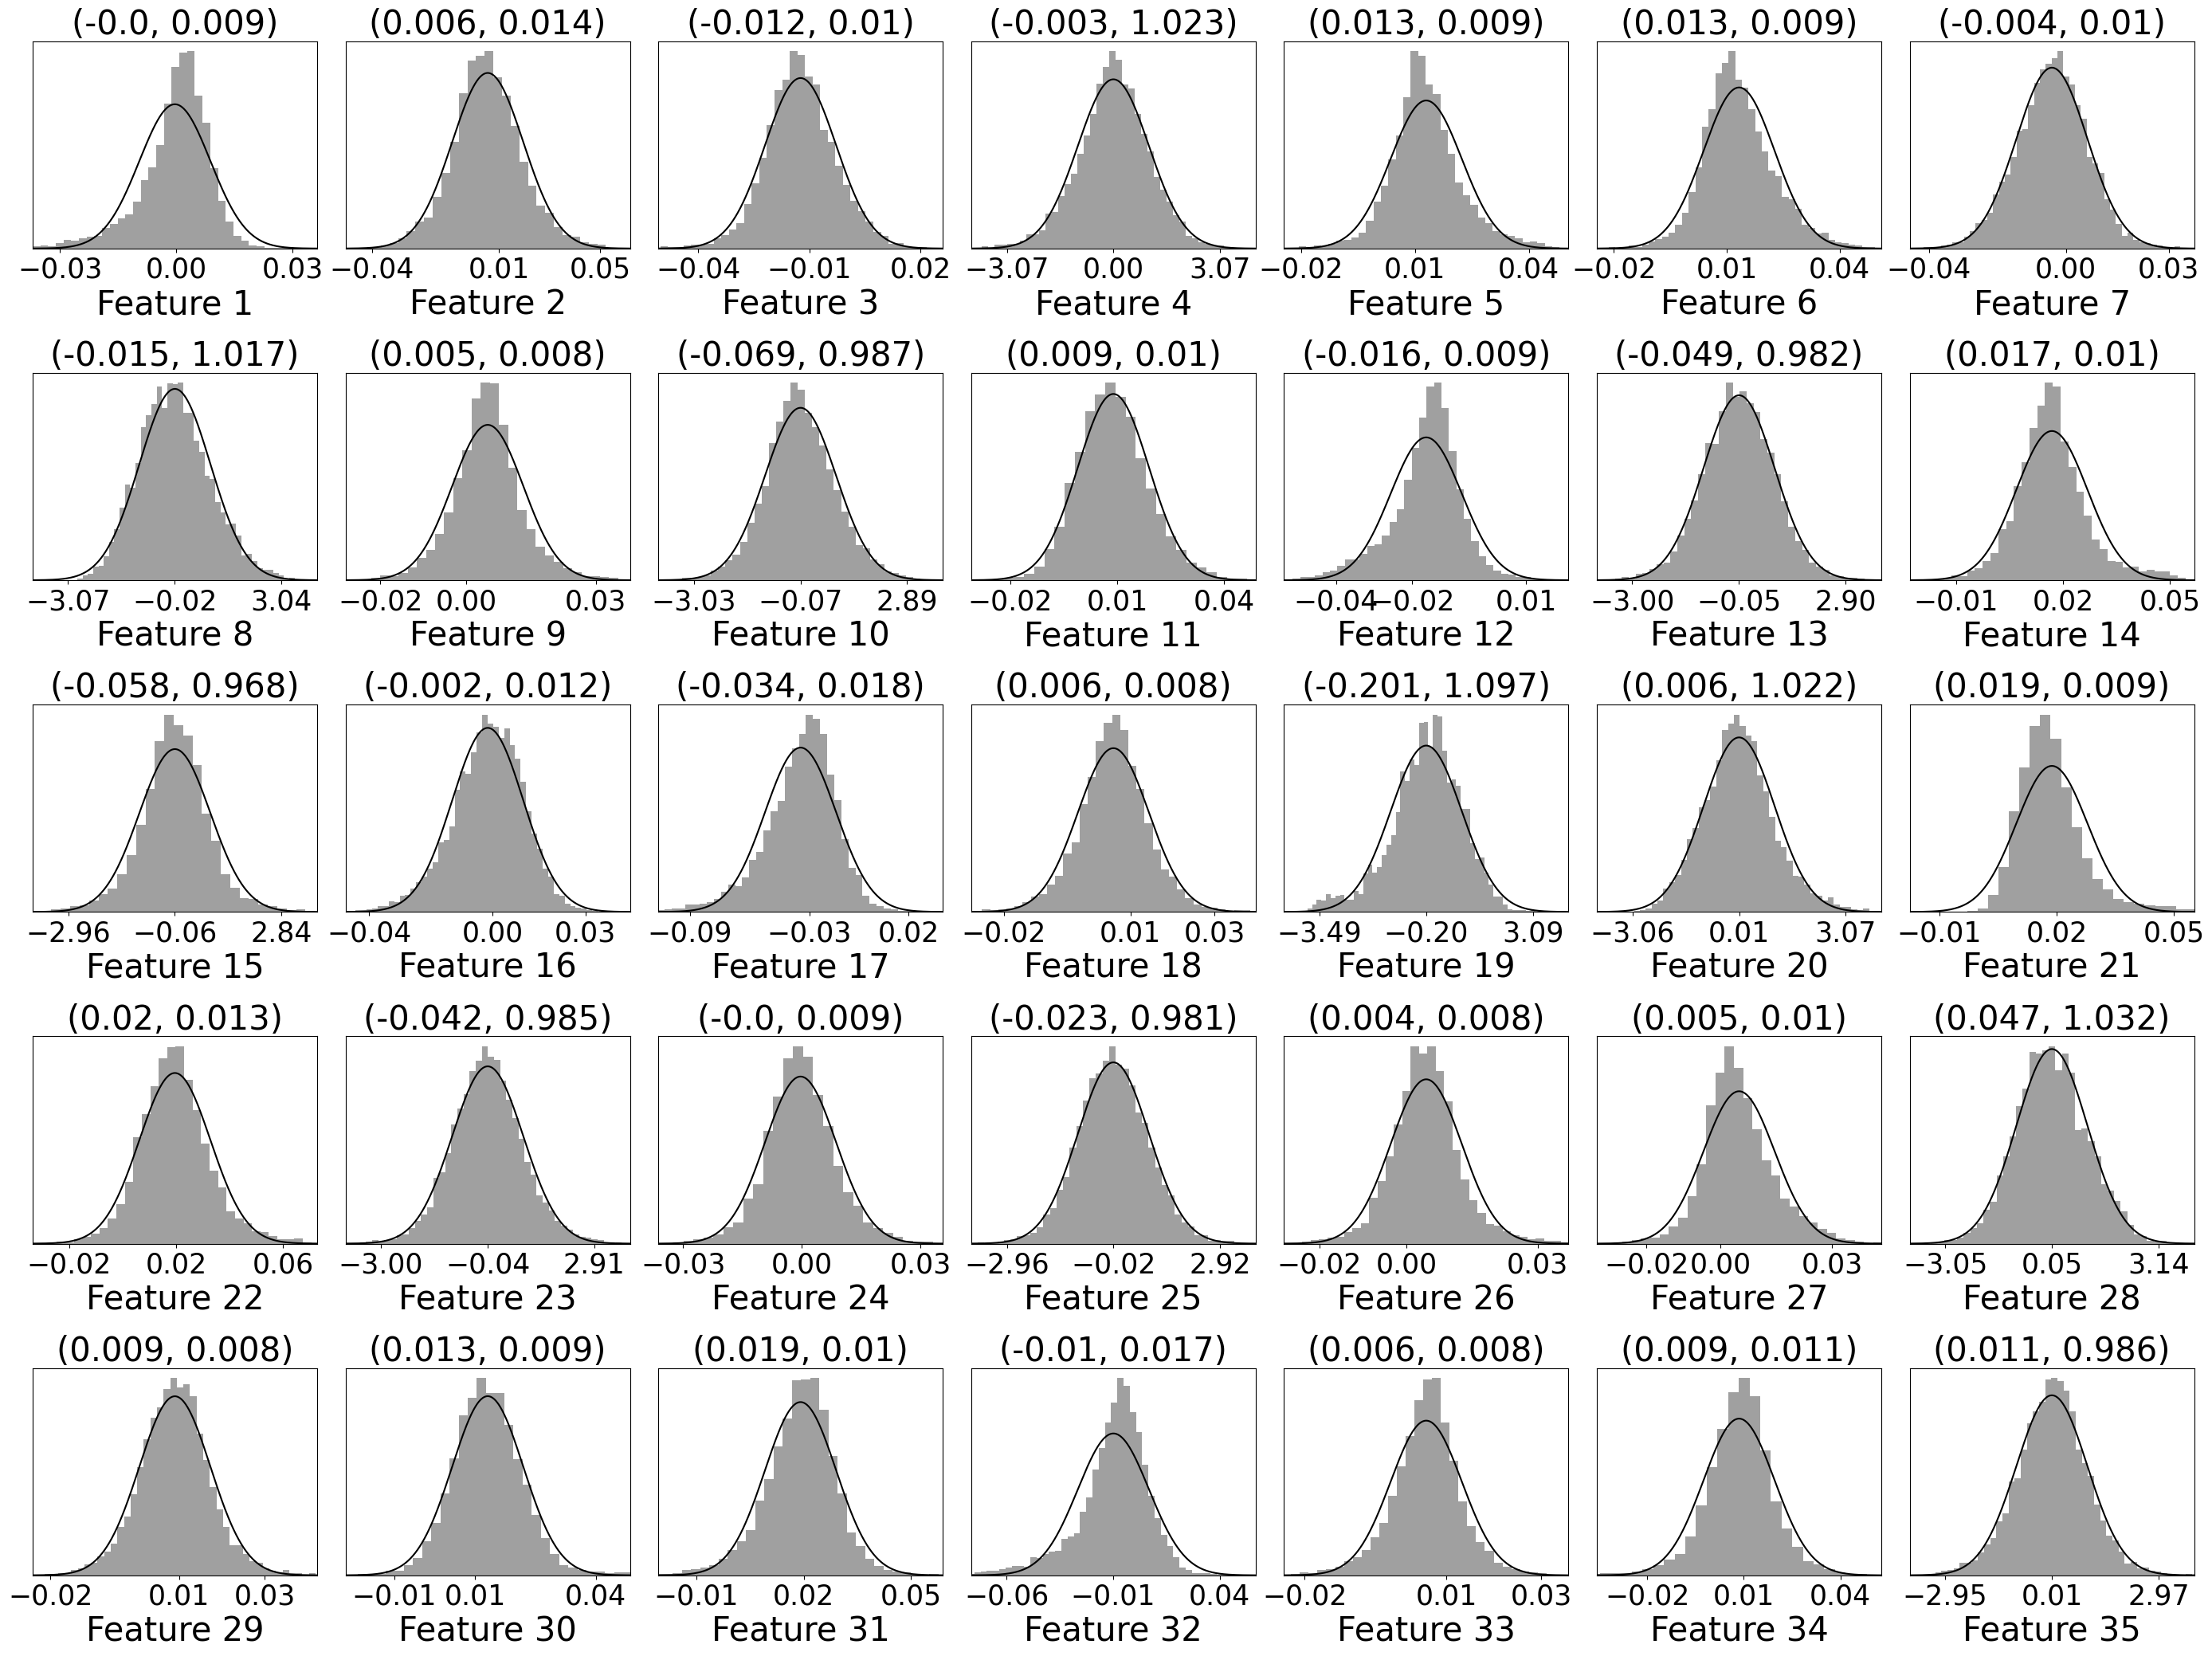 (-0.0, 0.009) (0.006, 0.014) (-0.012, 0.01) (-0.003, 1.023) (0.013, 0.009) (0.013, 0.009) (-0.004, 0.01)
−0.03 0.00 0.03 −0.04 0.01 0.05 −0.04 −0.01 0.02 −3.07 0.00 3.07 −0.02 0.01 0.04 −0.02 0.01 0.04 −0.04 0.00 0.03
Feature 1 Feature 2 Feature 3 Feature 4 Feature 5 Feature 6 Feature 7
(-0.015, 1.017) (0.005, 0.008) (-0.069, 0.987) (0.009, 0.01) (-0.016, 0.009) (-0.049, 0.982) (0.017, 0.01)
−3.07 −0.02 3.04 −0.02 0.00 0.03 −3.03 −0.07 2.89 −0.02 0.01 0.04 −0.04 −0.02 0.01 −3.00 −0.05 2.90 −0.01 0.02 0.05
Feature 8 Feature 9 Feature 10 Feature 11 Feature 12 Feature 13 Feature 14
(-0.058, 0.968) (-0.002, 0.012) (-0.034, 0.018) (0.006, 0.008) (-0.201, 1.097) (0.006, 1.022) (0.019, 0.009)
−2.96 −0.06 2.84 −0.04 0.00 0.03 −0.09 −0.03 0.02 −0.02 0.01 0.03 −3.49 −0.20 3.09 −3.06 0.01 3.07 −0.01 0.02 0.05
Feature 15 Feature 16 Feature 17 Feature 18 Feature 19 Feature 20 Feature 21
(0.02, 0.013) (-0.042, 0.985) (-0.0, 0.009) (-0.023, 0.981) (0.004, 0.008) (0.005, 0.01) (0.047, 1.032)
−0.02 0.02 0.06 −3.00 −0.04 2.91 −0.03 0.00 0.03 −2.96 −0.02 2.92 −0.02 0.00 0.03 −0.02 0.00 0.03 −3.05 0.05 3.14
Feature 22 Feature 23 Feature 24 Feature 25 Feature 26 Feature 27 Feature 28
(0.009, 0.008) (0.013, 0.009) (0.019, 0.01) (-0.01, 0.017) (0.006, 0.008) (0.009, 0.011) (0.011, 0.986)
−0.02 0.01 0.03 −0.01 0.01 0.04 −0.01 0.02 0.05 −0.06 −0.01 0.04 −0.02 0.01 0.03 −0.02 0.01 0.04 −2.95 0.01 2.97
Feature 29 Feature 30 Feature 31 Feature 32 Feature 33 Feature 34 Feature 35